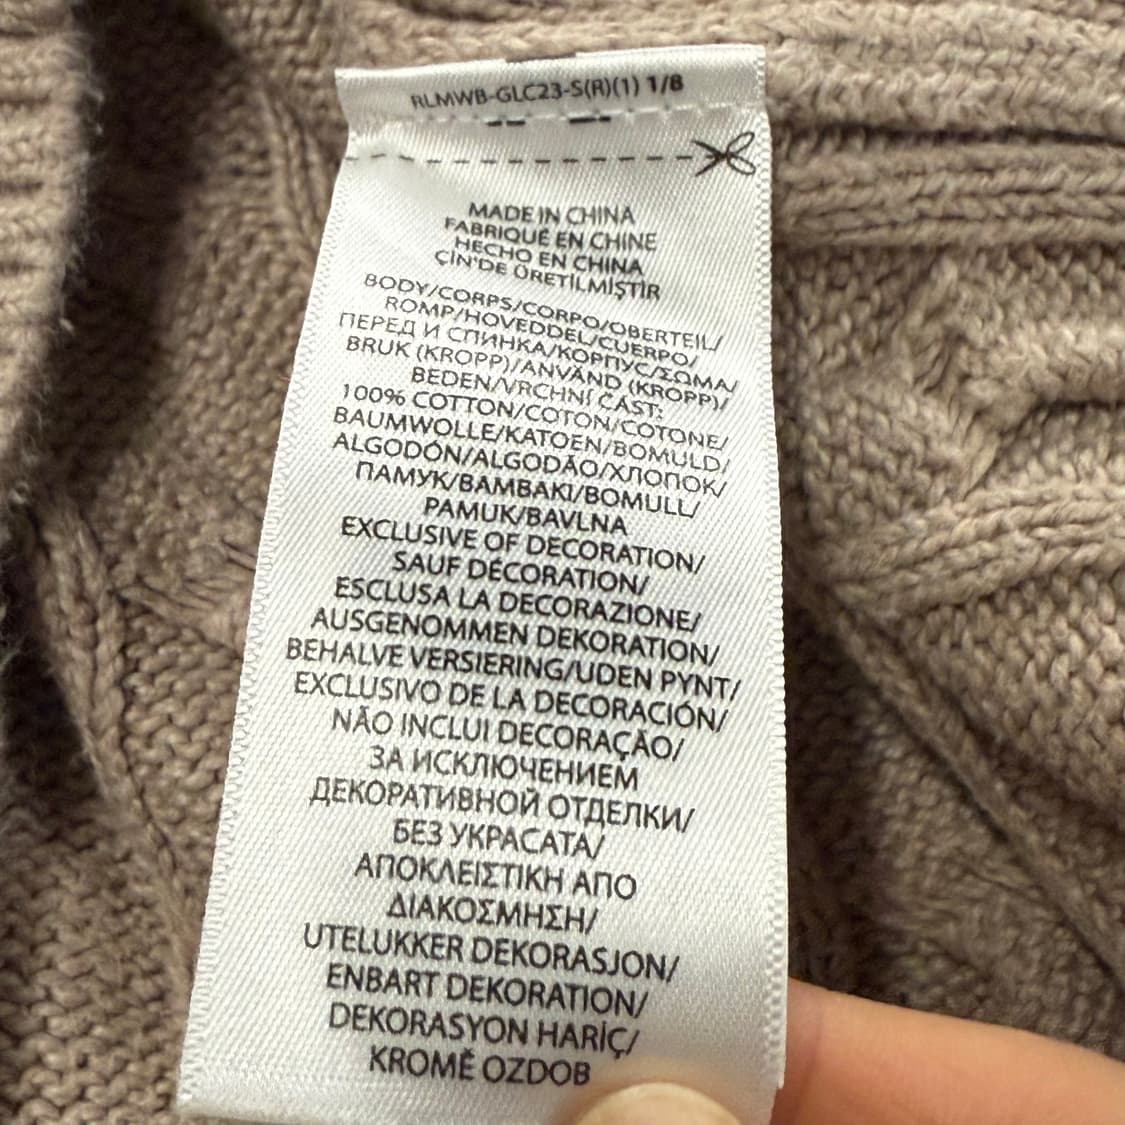 RLMWB-GLC23-S(R)(1) 1/8
MADE IN CHINA
FABRIQUÉ EN CHINE
HECHO EN CHINA
ÇİN'DE ÜRETİLMİŞTİR
BODY/CORPS/CORPO/OBERTEIL/
ROMP/HOVEDDEL/CUERPO/
ПЕРЕД И СПИНКА/КОРПУС/ΣΩΜΑ/
BRUK (KROPP)/ANVÄND (KROPP)/
BEDEN/VRCHNÍ ČÁST:
100% COTTON/COTON/COTONE/
BAUMWOLLE/KATOEN/BOMULD/
ALGODÓN/ALGODÃO/ХЛОПОК/
ПАМУК/ΒΑΜΒΑΚΙ/BOMULL/
PAMUK/BAVLNA
EXCLUSIVE OF DECORATION/
SAUF DÉCORATION/
ESCLUSA LA DECORAZIONE/
AUSGENOMMEN DEKORATION/
BEHALVE VERSIERING/UDEN PYNT/
EXCLUSIVO DE LA DECORACIÓN/
NÃO INCLUI DECORAÇÃO/
ЗА ИСКЛЮЧЕНИЕМ
ДЕКОРАТИВНОЙ ОТДЕЛКИ/
БЕЗ УКРАСАТА/
ΑΠΟΚΛΕΙΣΤΙΚΗ ΑΠΟ
ΔΙΑΚΟΣΜΗΣΗ/
UTELUKKER DEKORASJON/
ENBART DEKORATION/
DEKORASYON HARİÇ/
KROMĚ OZDOB